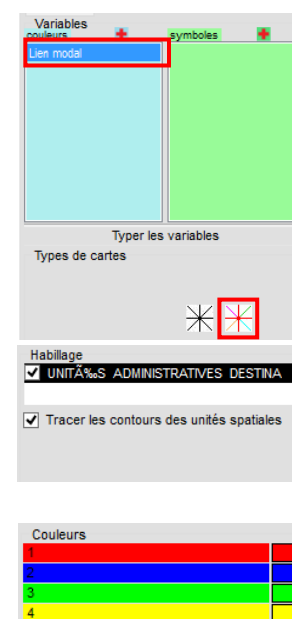 Variables
couleurs symboles
Lien modal
Typer les variables
Types de cartes
Habillage
UNITÃ‰S ADMINISTRATIVES DESTINA
Tracer les contours des unités spatiales
Couleurs
1
2
3
4